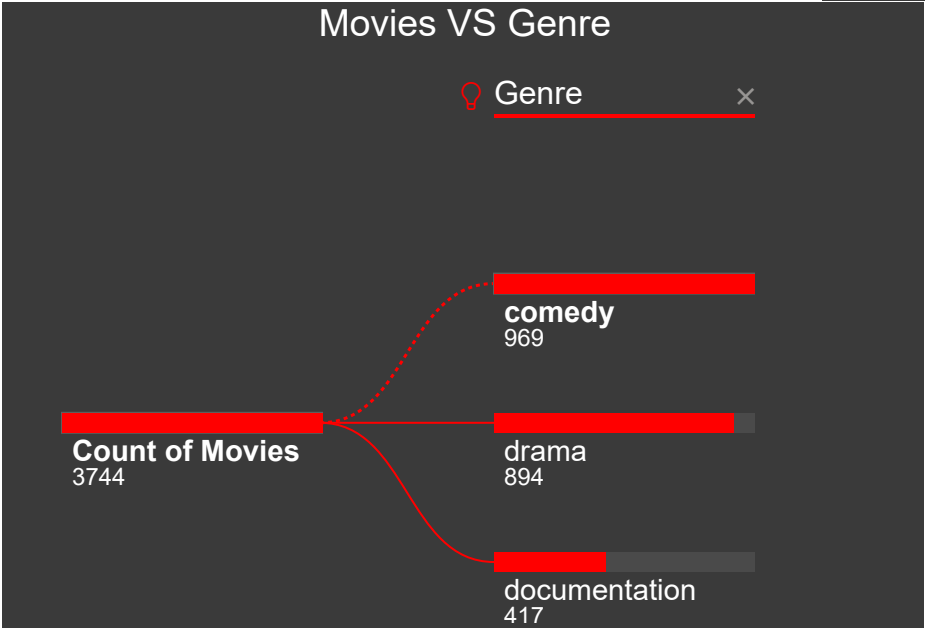 Movies VS Genre
Genre
comedy
969
Count of Movies
3744
drama
894
documentation
417